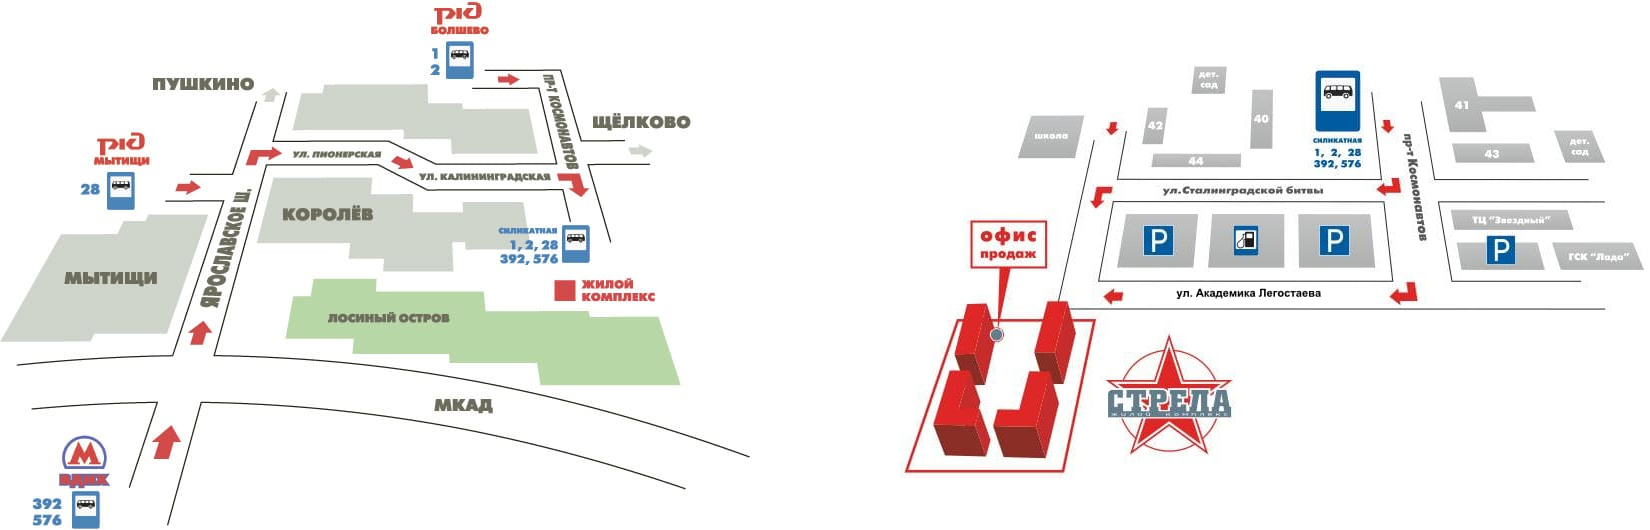 РЖД
БОЛШЕВО
1
2
ПУШКИНО
ПР-Т КОСМОНАВТОВ
ЩЁЛКОВО
РЖД
МЫТИЩИ
28
УЛ. ПИОНЕРСКАЯ
УЛ. КАЛИНИНГРАДСКАЯ
КОРОЛЁВ
СИЛИКАТНАЯ
1, 2, 28
392, 576
ЯРОСЛАВСКОЕ Ш.
МЫТИЩИ
ЖИЛОЙ
КОМПЛЕКС
ЛОСИНЫЙ ОСТРОВ
МКАД
М
ВДНХ
392
576
дет.
сад
школа
42
40
44
СИЛИКАТНАЯ
1, 2, 28
392, 576
пр-т Космонавтов
41
43
дет.
сад
ул.Сталинградской битвы
P
P
ТЦ "Звездный"
P
ГСК "Лада"
офис
продаж
ул. Академика Легостаева
СТРЕЛА
ЖИЛОЙ КОМПЛЕКС